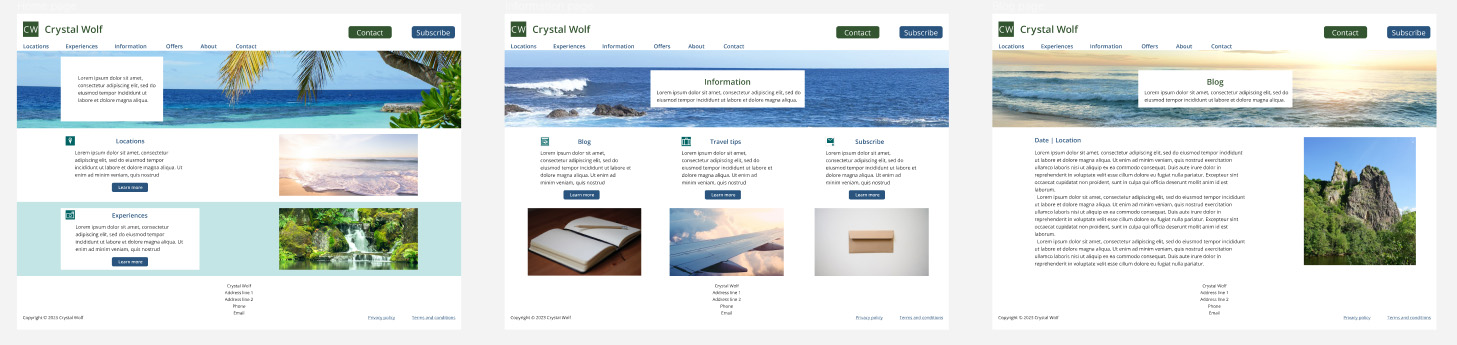 CW Crystal Wolf
Contact
Subscribe
Locations Experiences Information Offers About Contact
Lorem ipsum dolor sit amet,
consectetur adipiscing elit, sed do
eiusmod tempor incididunt ut
labore et dolore magna aliqua.
Locations
Lorem ipsum dolor sit amet, consectetur
adipiscing elit, sed do eiusmod tempor
incididunt ut labore et dolore magna aliqua. Ut
enim ad minim veniam, quis nostrud
Learn more
Experiences
Lorem ipsum dolor sit amet, consectetur
adipiscing elit, sed do eiusmod tempor
incididunt ut labore et dolore magna aliqua. Ut
enim ad minim veniam, quis nostrud
Learn more
Crystal Wolf
Address line 1
Address line 2
Phone
Email
Copyright © 2023 Crystal Wolf
Privacy policy
Terms and conditions
CW Crystal Wolf
Contact
Subscribe
Locations Experiences Information Offers About Contact
Information
Lorem ipsum dolor sit amet, consectetur adipiscing elit, sed do
eiusmod tempor incididunt ut labore et dolore magna aliqua.
Blog
Lorem ipsum dolor sit amet,
consectetur adipiscing elit, sed do
eiusmod tempor incididunt ut labore et
dolore magna aliqua. Ut enim ad
minim veniam, quis nostrud
Learn more
Travel tips
Lorem ipsum dolor sit amet,
consectetur adipiscing elit, sed do
eiusmod tempor incididunt ut labore et
dolore magna aliqua. Ut enim ad
minim veniam, quis nostrud
Learn more
Subscribe
Lorem ipsum dolor sit amet,
consectetur adipiscing elit, sed do
eiusmod tempor incididunt ut labore et
dolore magna aliqua. Ut enim ad
minim veniam, quis nostrud
Learn more
Crystal Wolf
Address line 1
Address line 2
Phone
Email
Copyright © 2023 Crystal Wolf
Privacy policy
Terms and conditions
CW Crystal Wolf
Contact
Subscribe
Locations Experiences Information Offers About Contact
Blog
Lorem ipsum dolor sit amet, consectetur adipiscing elit, sed do
eiusmod tempor incididunt ut labore et dolore magna aliqua.
Date | Location
Lorem ipsum dolor sit amet, consectetur adipiscing elit, sed do eiusmod tempor incididunt ut
labore et dolore magna aliqua. Ut enim ad minim veniam, quis nostrud exercitation
ullamco laboris nisi ut aliquip ex ea commodo consequat. Duis aute irure dolor in
reprehenderit in voluptate velit esse cillum dolore eu fugiat nulla pariatur. Excepteur sint
occaecat cupidatat non proident, sunt in culpa qui officia deserunt mollit anim id est
laborum.
Lorem ipsum dolor sit amet, consectetur adipiscing elit, sed do eiusmod tempor incididunt ut
labore et dolore magna aliqua. Ut enim ad minim veniam, quis nostrud exercitation
ullamco laboris nisi ut aliquip ex ea commodo consequat. Duis aute irure dolor in
reprehenderit in voluptate velit esse cillum dolore eu fugiat nulla pariatur. Excepteur sint
occaecat cupidatat non proident, sunt in culpa qui officia deserunt mollit anim id est
laborum.
Lorem ipsum dolor sit amet, consectetur adipiscing elit, sed do eiusmod tempor incididunt ut
labore et dolore magna aliqua. Ut enim ad minim veniam, quis nostrud exercitation
ullamco laboris nisi ut aliquip ex ea commodo consequat. Duis aute irure dolor in
reprehenderit in voluptate velit esse cillum dolore eu fugiat nulla pariatur.
Crystal Wolf
Address line 1
Address line 2
Phone
Email
Copyright © 2023 Crystal Wolf
Privacy policy
Terms and conditions